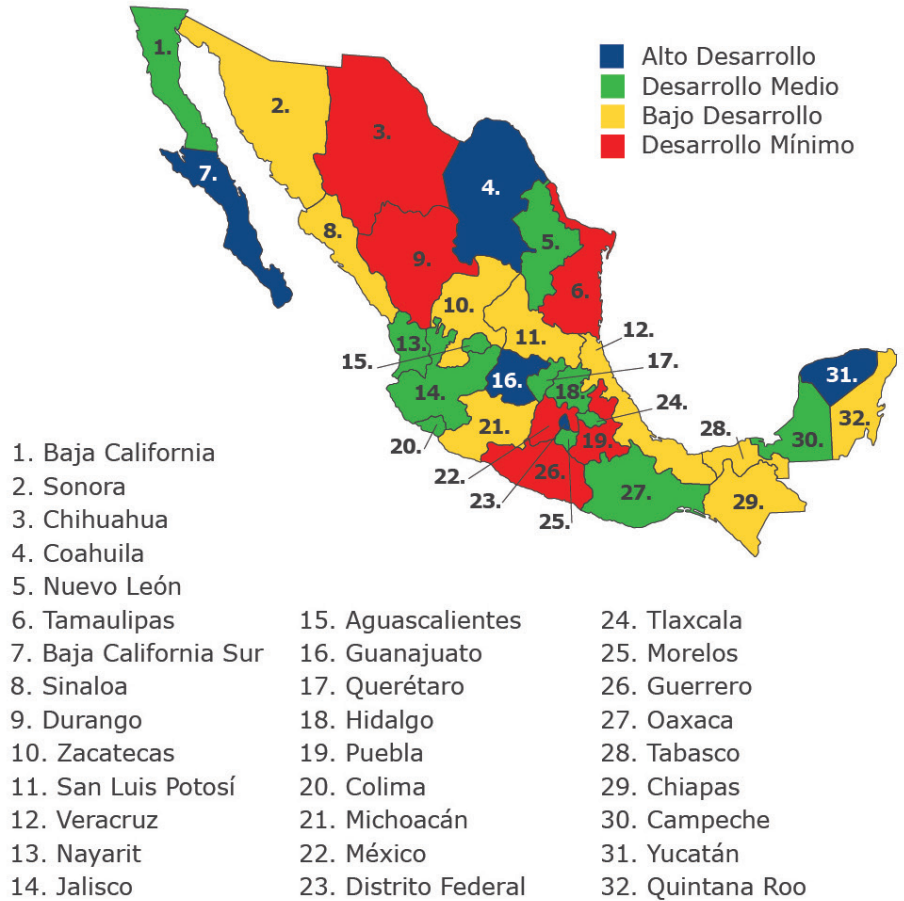 1.
2.
3.
4.
5.
6.
7.
8.
9.
10.
11.
12.
13.
14.
15.
16.
17.
18.
19.
20.
21.
22.
23.
24.
25.
26.
27.
28.
29.
30.
31.
32.
Alto Desarrollo
Desarrollo Medio
Bajo Desarrollo
Desarrollo Mínimo
1. Baja California
2. Sonora
3. Chihuahua
4. Coahuila
5. Nuevo León
6. Tamaulipas
7. Baja California Sur
8. Sinaloa
9. Durango
10. Zacatecas
11. San Luis Potosí
12. Veracruz
13. Nayarit
14. Jalisco
15. Aguascalientes
16. Guanajuato
17. Querétaro
18. Hidalgo
19. Puebla
20. Colima
21. Michoacán
22. México
23. Distrito Federal
24. Tlaxcala
25. Morelos
26. Guerrero
27. Oaxaca
28. Tabasco
29. Chiapas
30. Campeche
31. Yucatán
32. Quintana Roo